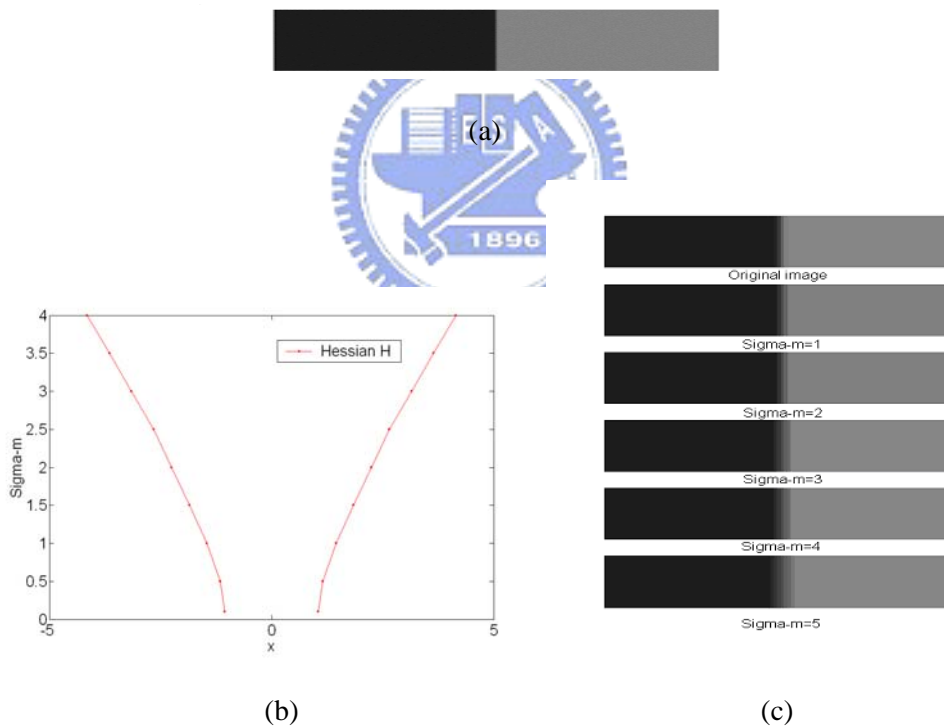 (a)
ESA
1896
Original image
Sigma-m=1
Sigma-m=2
Sigma-m=3
Sigma-m=4
Sigma-m=5
4
3.5
3
2.5
2
1.5
1
0.5
0
Sigma-m
Hessian H
-5
0
5
x
(b)
(c)